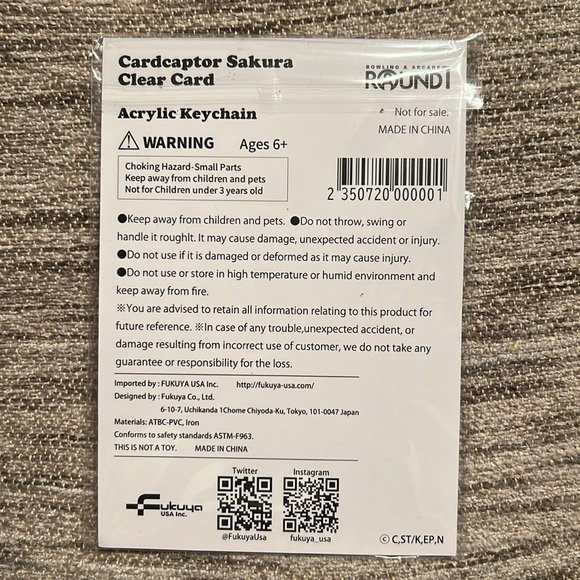 Cardcaptor Sakura
Clear Card
BOWLING & ARCADE
ROUND1
Acrylic Keychain
Not for sale.
MADE IN CHINA
WARNING Ages 6+
Choking Hazard-Small Parts
Keep away from children and pets
Not for Children under 3 years old
2 350720 000001
●Keep away from children and pets. ●Do not throw, swing or
handle it roughlt. It may cause damage, unexpected accident or injury.
●Do not use if it is damaged or deformed as it may cause injury.
●Do not use or store in high temperature or humid environment and
keep away from fire.
※You are advised to retain all information relating to this product for
future reference. ※In case of any trouble,unexpected accident, or
damage resulting from incorrect use of customer, we do not take any
guarantee or responsibility for the loss.
Imported by : FUKUYA USA Inc. http://fukuya-usa.com/
Designed by : Fukuya Co., Ltd.
6-10-7, Uchikanda 1Chome Chiyoda-Ku, Tokyo, 101-0047 Japan
Materials: ATBC-PVC, Iron
Conforms to safety standards ASTM-F963.
THIS IS NOT A TOY. MADE IN CHINA
Twitter Instagram
Fukuya
USA Inc.
@FukuyaUsa fukuya_usa
©C,ST/K,EP,N